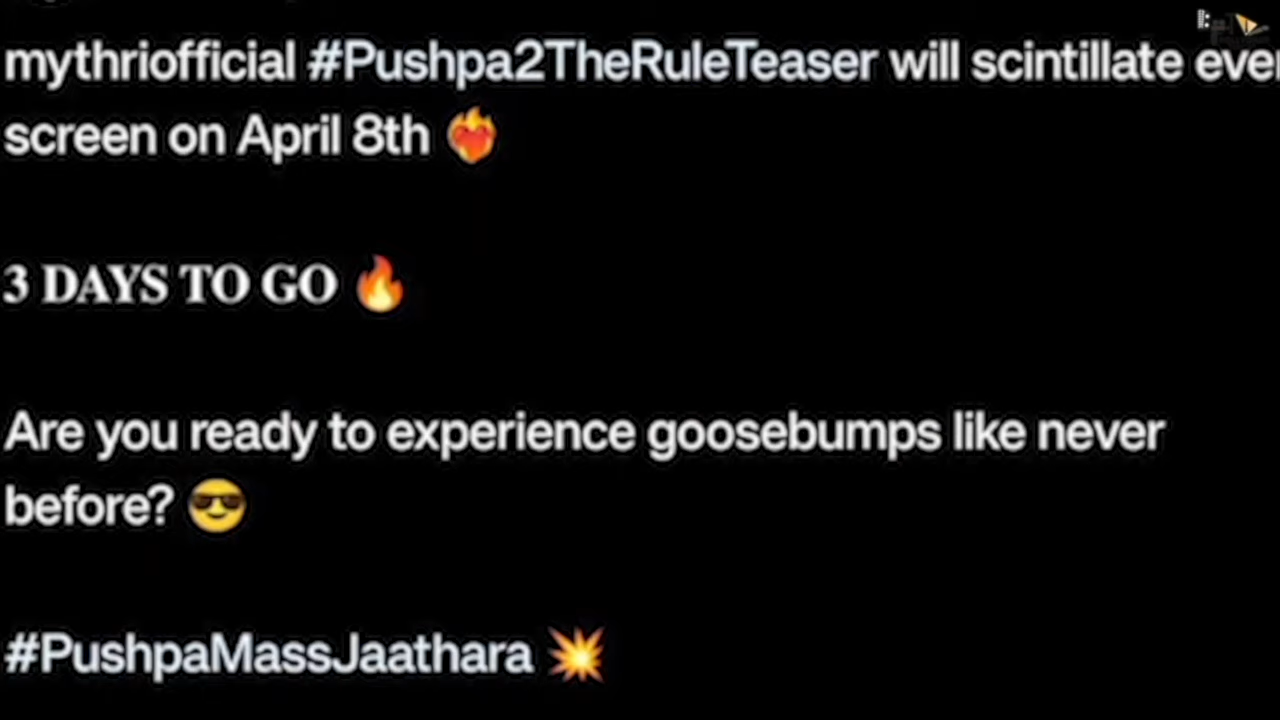 mythriofficial #Pushpa2TheRuleTeaser will scintillate ever
screen on April 8th ❤️‍🔥
3 DAYS TO GO 🔥
Are you ready to experience goosebumps like never
before? 😎
#PushpaMassJaathara 💥